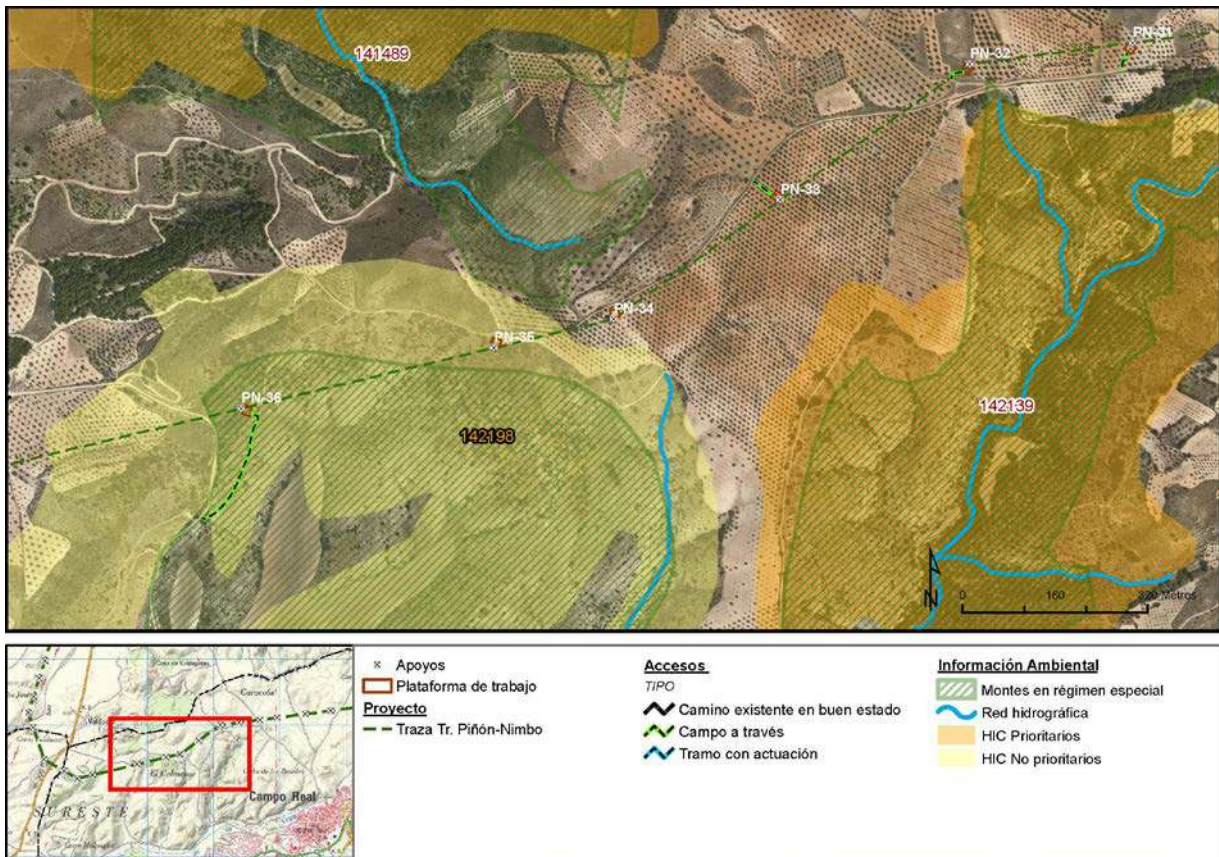 141489
PN-31
PN-32
PN-33
PN-34
PN-35
PN-36
142198
142139
N
0 160 320 Metros
Campo Real
SURESTE
Apoyos
Plataforma de trabajo
Proyecto
Traza Tr. Piñón-Nimbo
Accesos
TIPO
Camino existente en buen estado
Campo a través
Tramo con actuación
Información Ambiental
Montes en régimen especial
Red hidrográfica
HIC Prioritarios
HIC No prioritarios